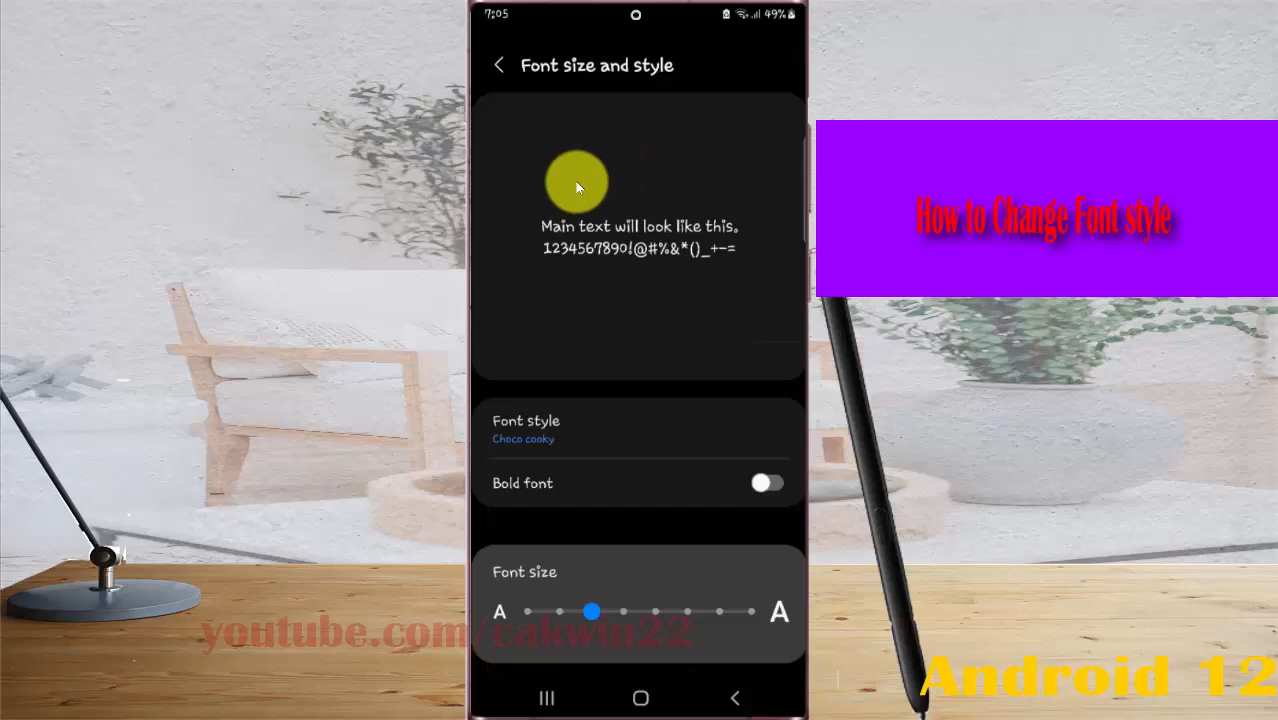 7:05
49%
Font size and style
Main text will look like this.
1234567890!@#%&*()_+-=
Font style
Choco cooky
Bold font
Font size
A
A
youtube.com/cakwin22
How to Change Font style
Android 12